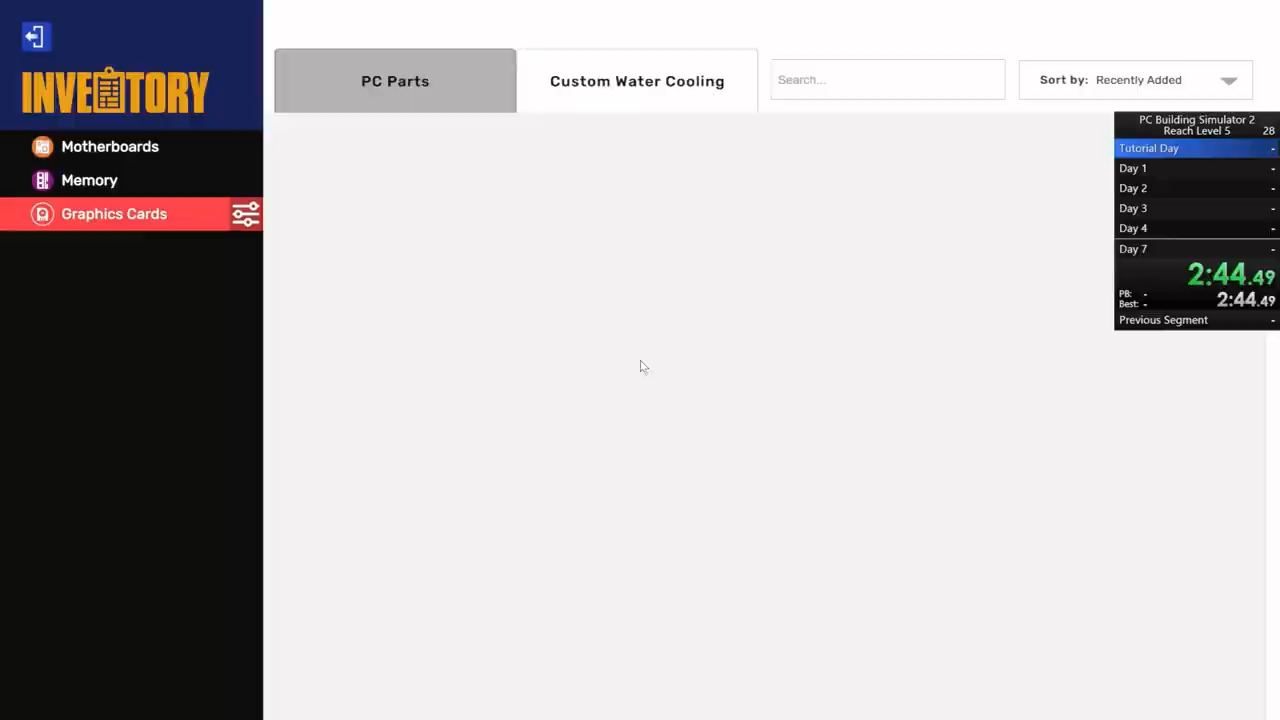 INVENTORY
Motherboards
Memory
Graphics Cards
PC Parts
Custom Water Cooling
Search...
Sort by: Recently Added
PC Building Simulator 2
Reach Level 5 28
Tutorial Day -
Day 1 -
Day 2 -
Day 3 -
Day 4 -
Day 7 -
2:44.49
PB: -
Best: -
2:44.49
Previous Segment -